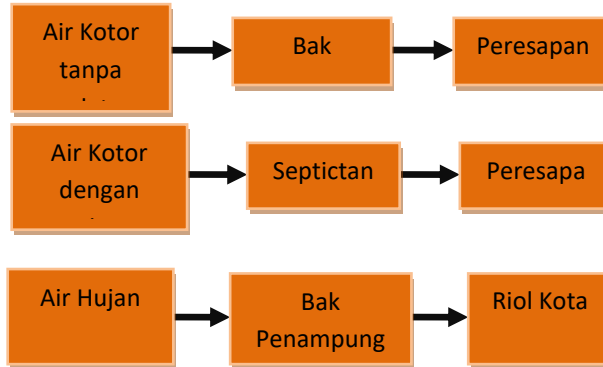 Air Kotor
tanpa
Bak
Peresapan
Air Kotor
dengan
Septictan
Peresapa
Air Hujan
Bak
Penampung
Riol Kota